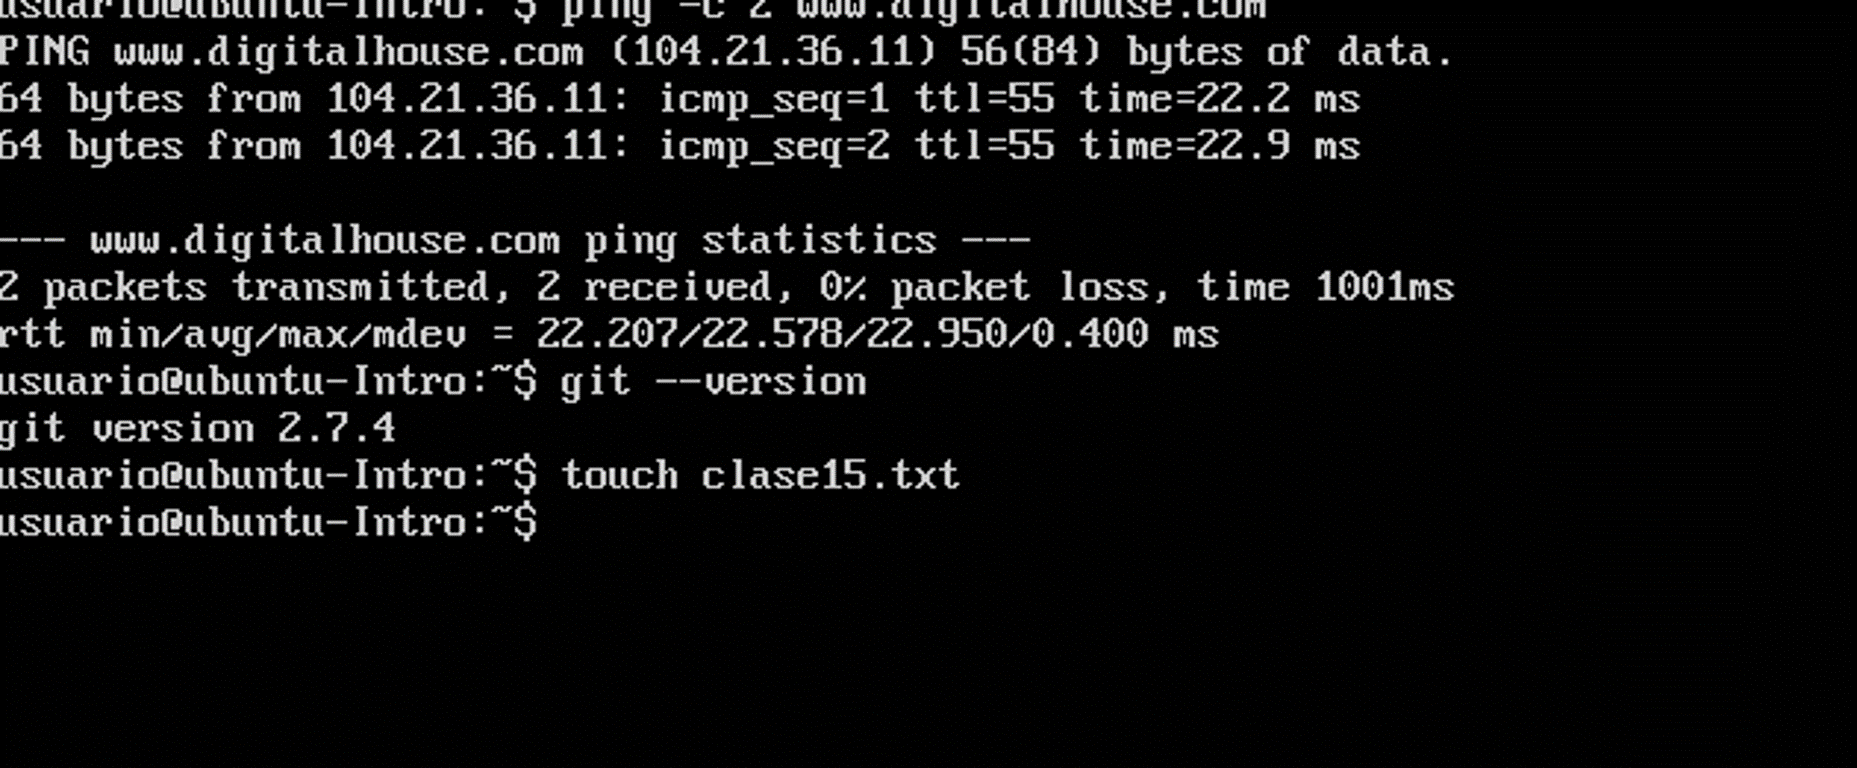 usuario@ubuntu-Intro:~$ ping -c 2 www.digitalhouse.com
PING www.digitalhouse.com (104.21.36.11) 56(84) bytes of data.
64 bytes from 104.21.36.11: icmp_seq=1 ttl=55 time=22.2 ms
64 bytes from 104.21.36.11: icmp_seq=2 ttl=55 time=22.9 ms
--- www.digitalhouse.com ping statistics ---
2 packets transmitted, 2 received, 0% packet loss, time 1001ms
rtt min/avg/max/mdev = 22.207/22.578/22.950/0.400 ms
usuario@ubuntu-Intro:~$ git --version
git version 2.7.4
usuario@ubuntu-Intro:~$ touch clase15.txt
usuario@ubuntu-Intro:~$